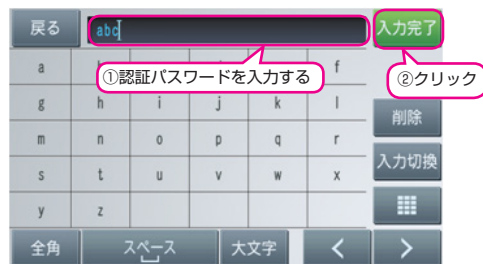 戻る abc 入力完了
①認証パスワードを入力する
②クリック
a f
g h i j k l
削除
m n o p q r
入力切換
s t u v w x
y z
全角 スペース 大文字 < >